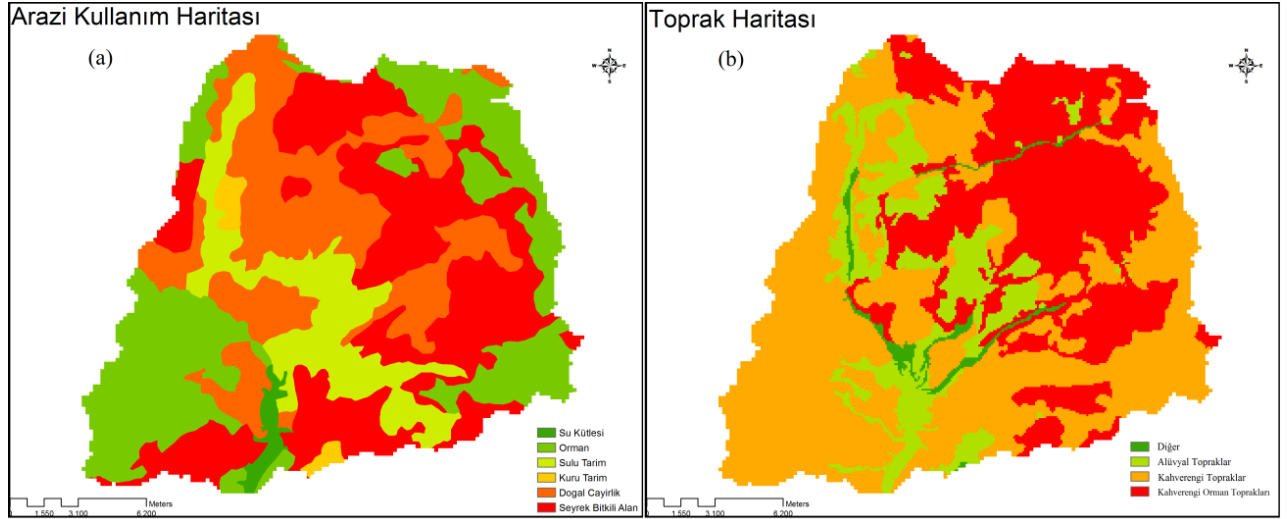 Arazi Kullanım Haritası
(a)
N
W E
S
Su Kütlesi
Orman
Sulu Tarim
Kuru Tarim
Dogal Cayirlik
Seyrek Bitkili Alan
Meters
0 1.550 3.100 6.200
Toprak Haritası
(b)
N
W E
S
Diğer
Alüvyal Topraklar
Kahverengi Topraklar
Kahverengi Orman Toprakları
Meters
0 1.550 3.100 6.200